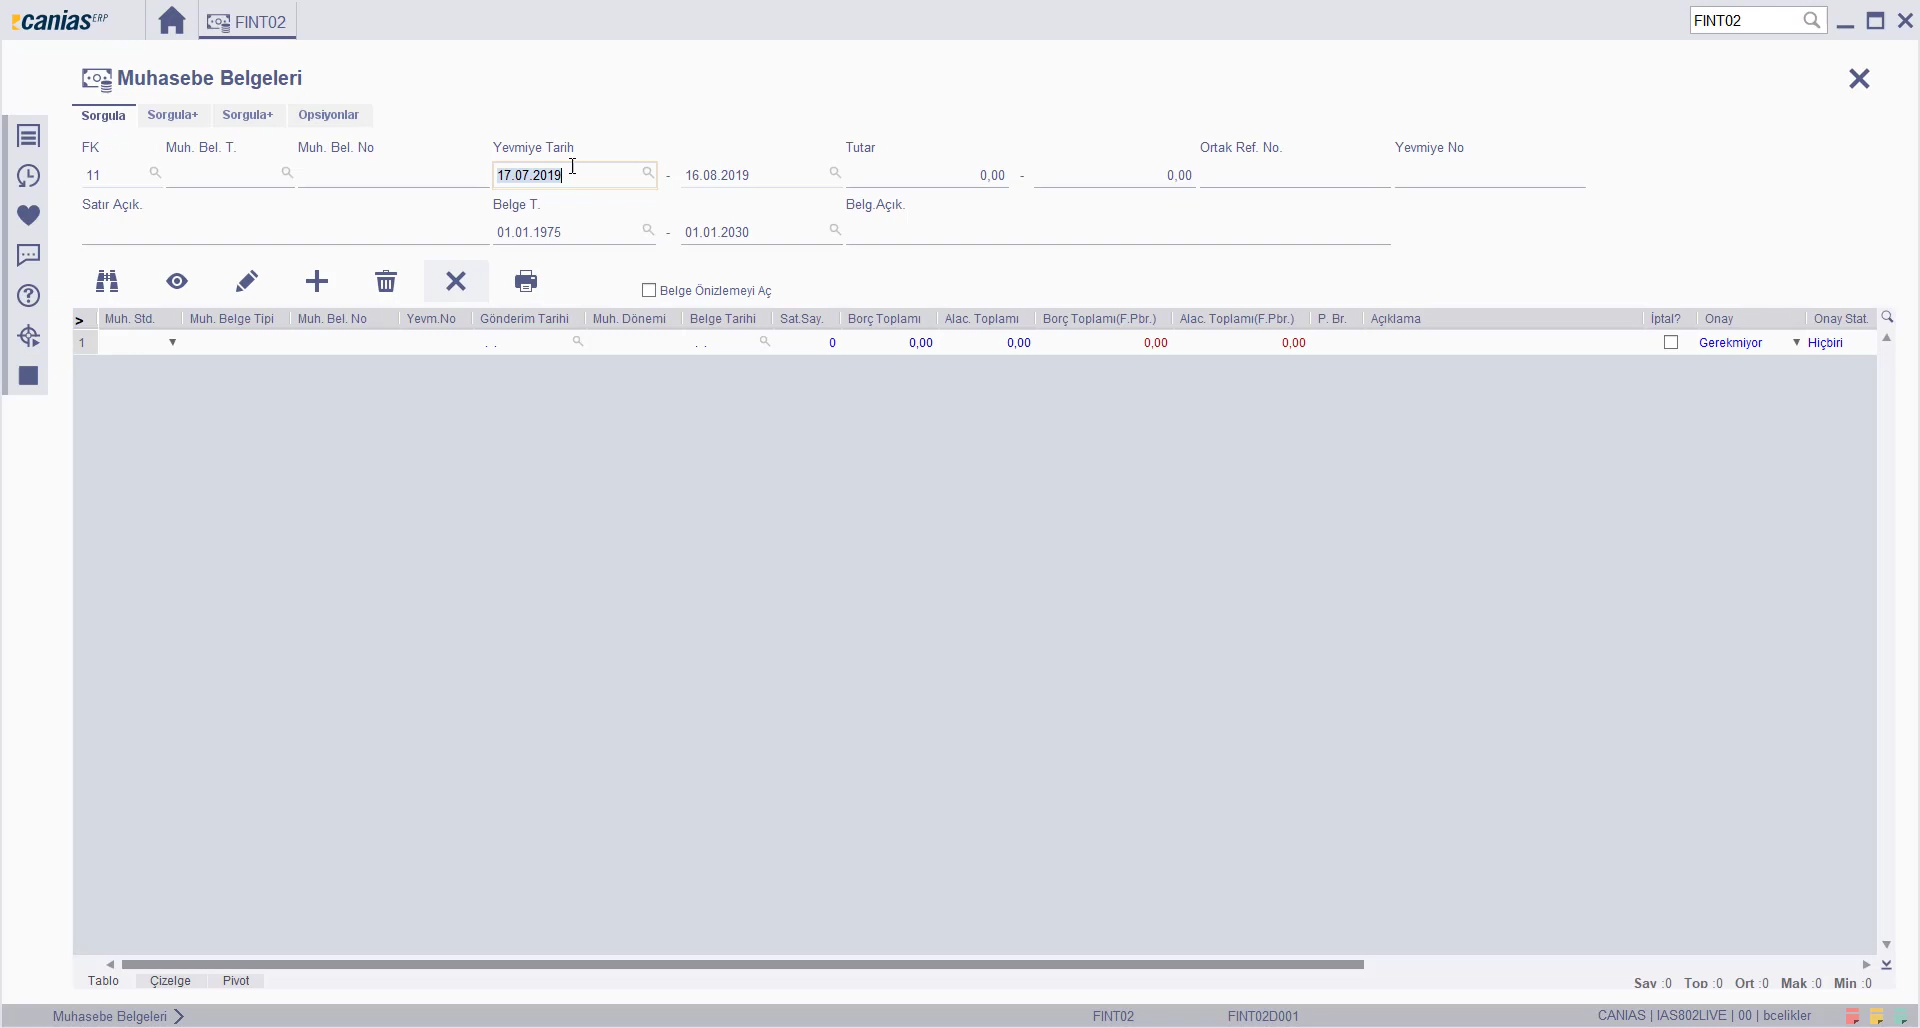 canias ERP
FINT02
FINT02
Muhasebe Belgeleri
Sorgula Sorgula+ Sorgula+ Opsiyonlar
FK Muh. Bel. T. Muh. Bel. No Yevmiye Tarih Tutar Ortak Ref. No. Yevmiye No
11 17.07.2019 - 16.08.2019 0,00 - 0,00
Satır Açık. Belge T. Belg.Açık.
01.01.1975 - 01.01.2030
Belge Önizlemeyi Aç
> Muh. Std. Muh. Belge Tipi Muh. Bel. No Yevm.No Gönderim Tarihi Muh. Dönemi Belge Tarihi Sat.Say. Borç Toplamı Alac. Toplamı Borç Toplamı(F.Pbr.) Alac. Toplamı(F.Pbr.) P. Br. Açıklama İptal? Onay Onay Stat.
1 . . . . 0 0,00 0,00 0,00 0,00 Gerekmiyor Hiçbiri
Tablo Çizelge Pivot
Say :0 Top :0 Ort :0 Mak :0 Min :0
Muhasebe Belgeleri FINT02 FINT02D001 CANIAS | IAS802LIVE | 00 | bcelikler